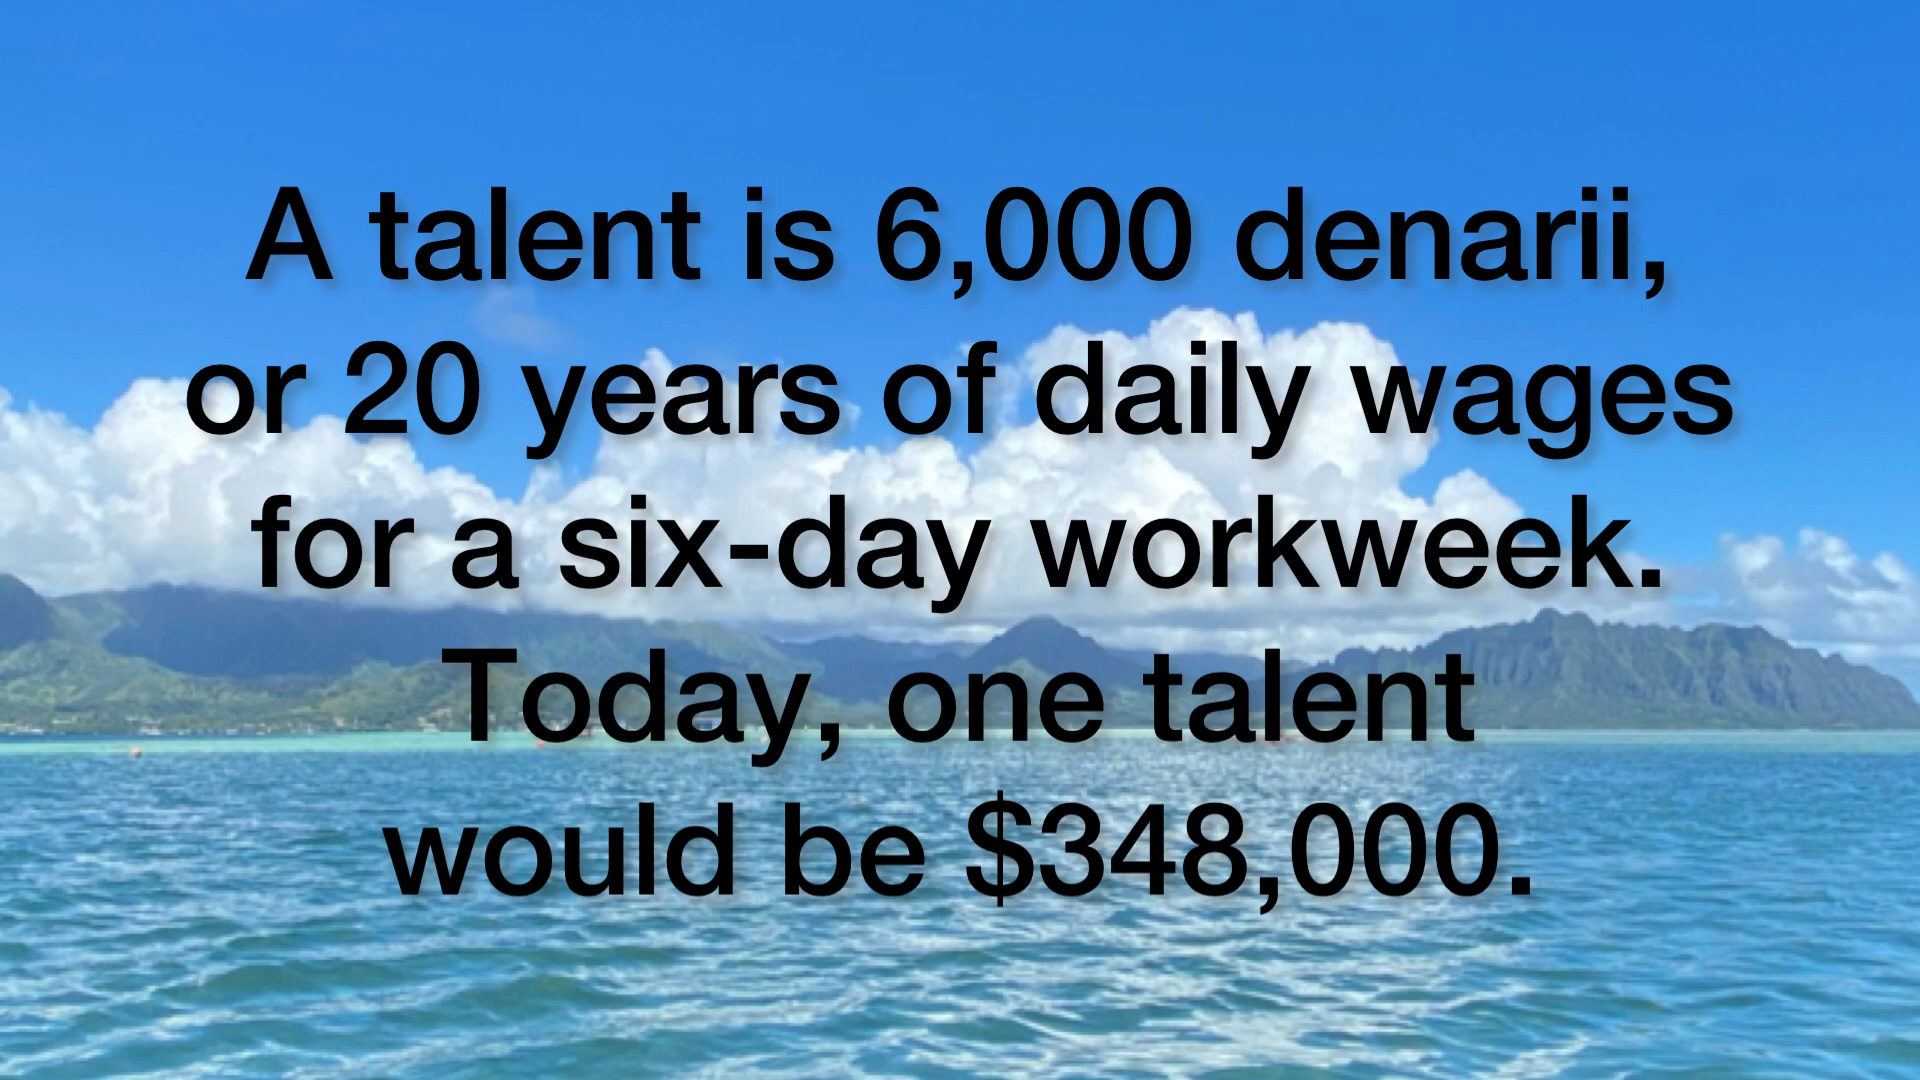 A talent is 6,000 denarii,
or 20 years of daily wages
for a six-day workweek.
Today, one talent
would be $348,000.